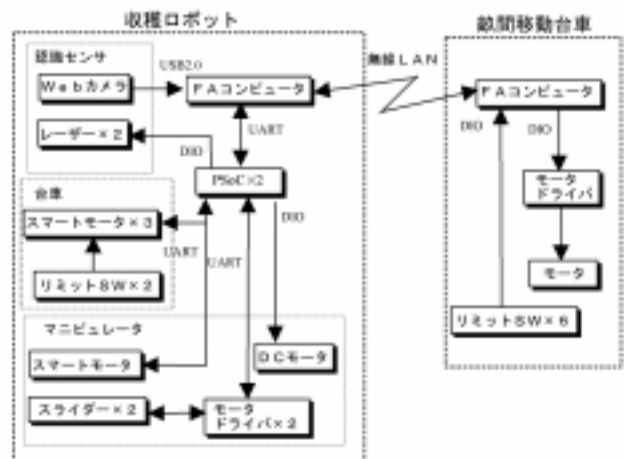 収穫ロボット
認識センサ
Webカメラ
USB2.0
FAコンピュータ
レーザー×2
UART
DIO
PSoC×2
台車
スマートモータ×3
UART
UART
DIO
リミットSW×2
マニピュレータ
スマートモータ
DCモータ
スライダー×2
モータ
ドライバ×2
無線LAN
畝間移動台車
FAコンピュータ
DIO
DIO
モータ
ドライバ
モータ
リミットSW×6